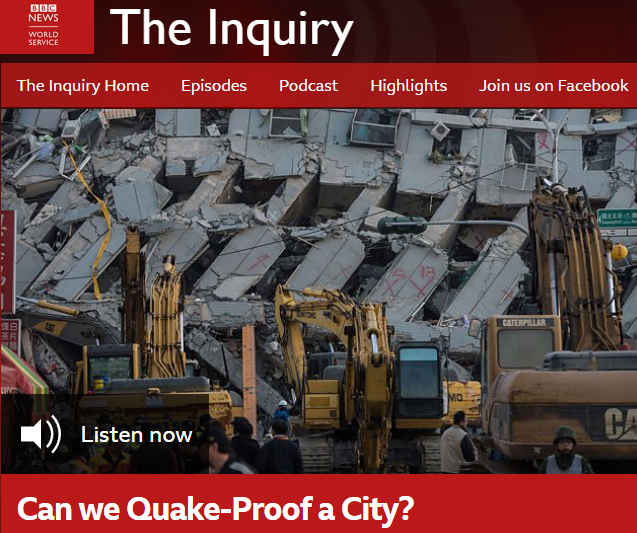 BBC
NEWS
WORLD
SERVICE
The Inquiry
The Inquiry Home Episodes Podcast Highlights Join us on Facebook
CATERPILLAR
CA
Listen now
Can we Quake-Proof a City?